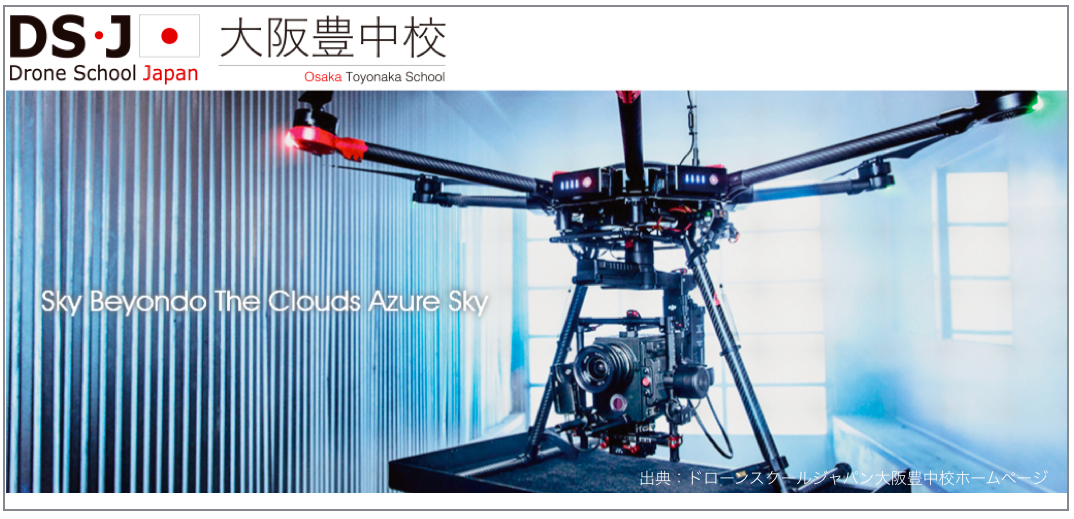 DS・J
Drone School Japan
大阪豊中校
Osaka Toyonaka School
Sky Beyondo The Clouds Azure Sky
出典：ドローンスクールジャパン大阪豊中校ホームページ